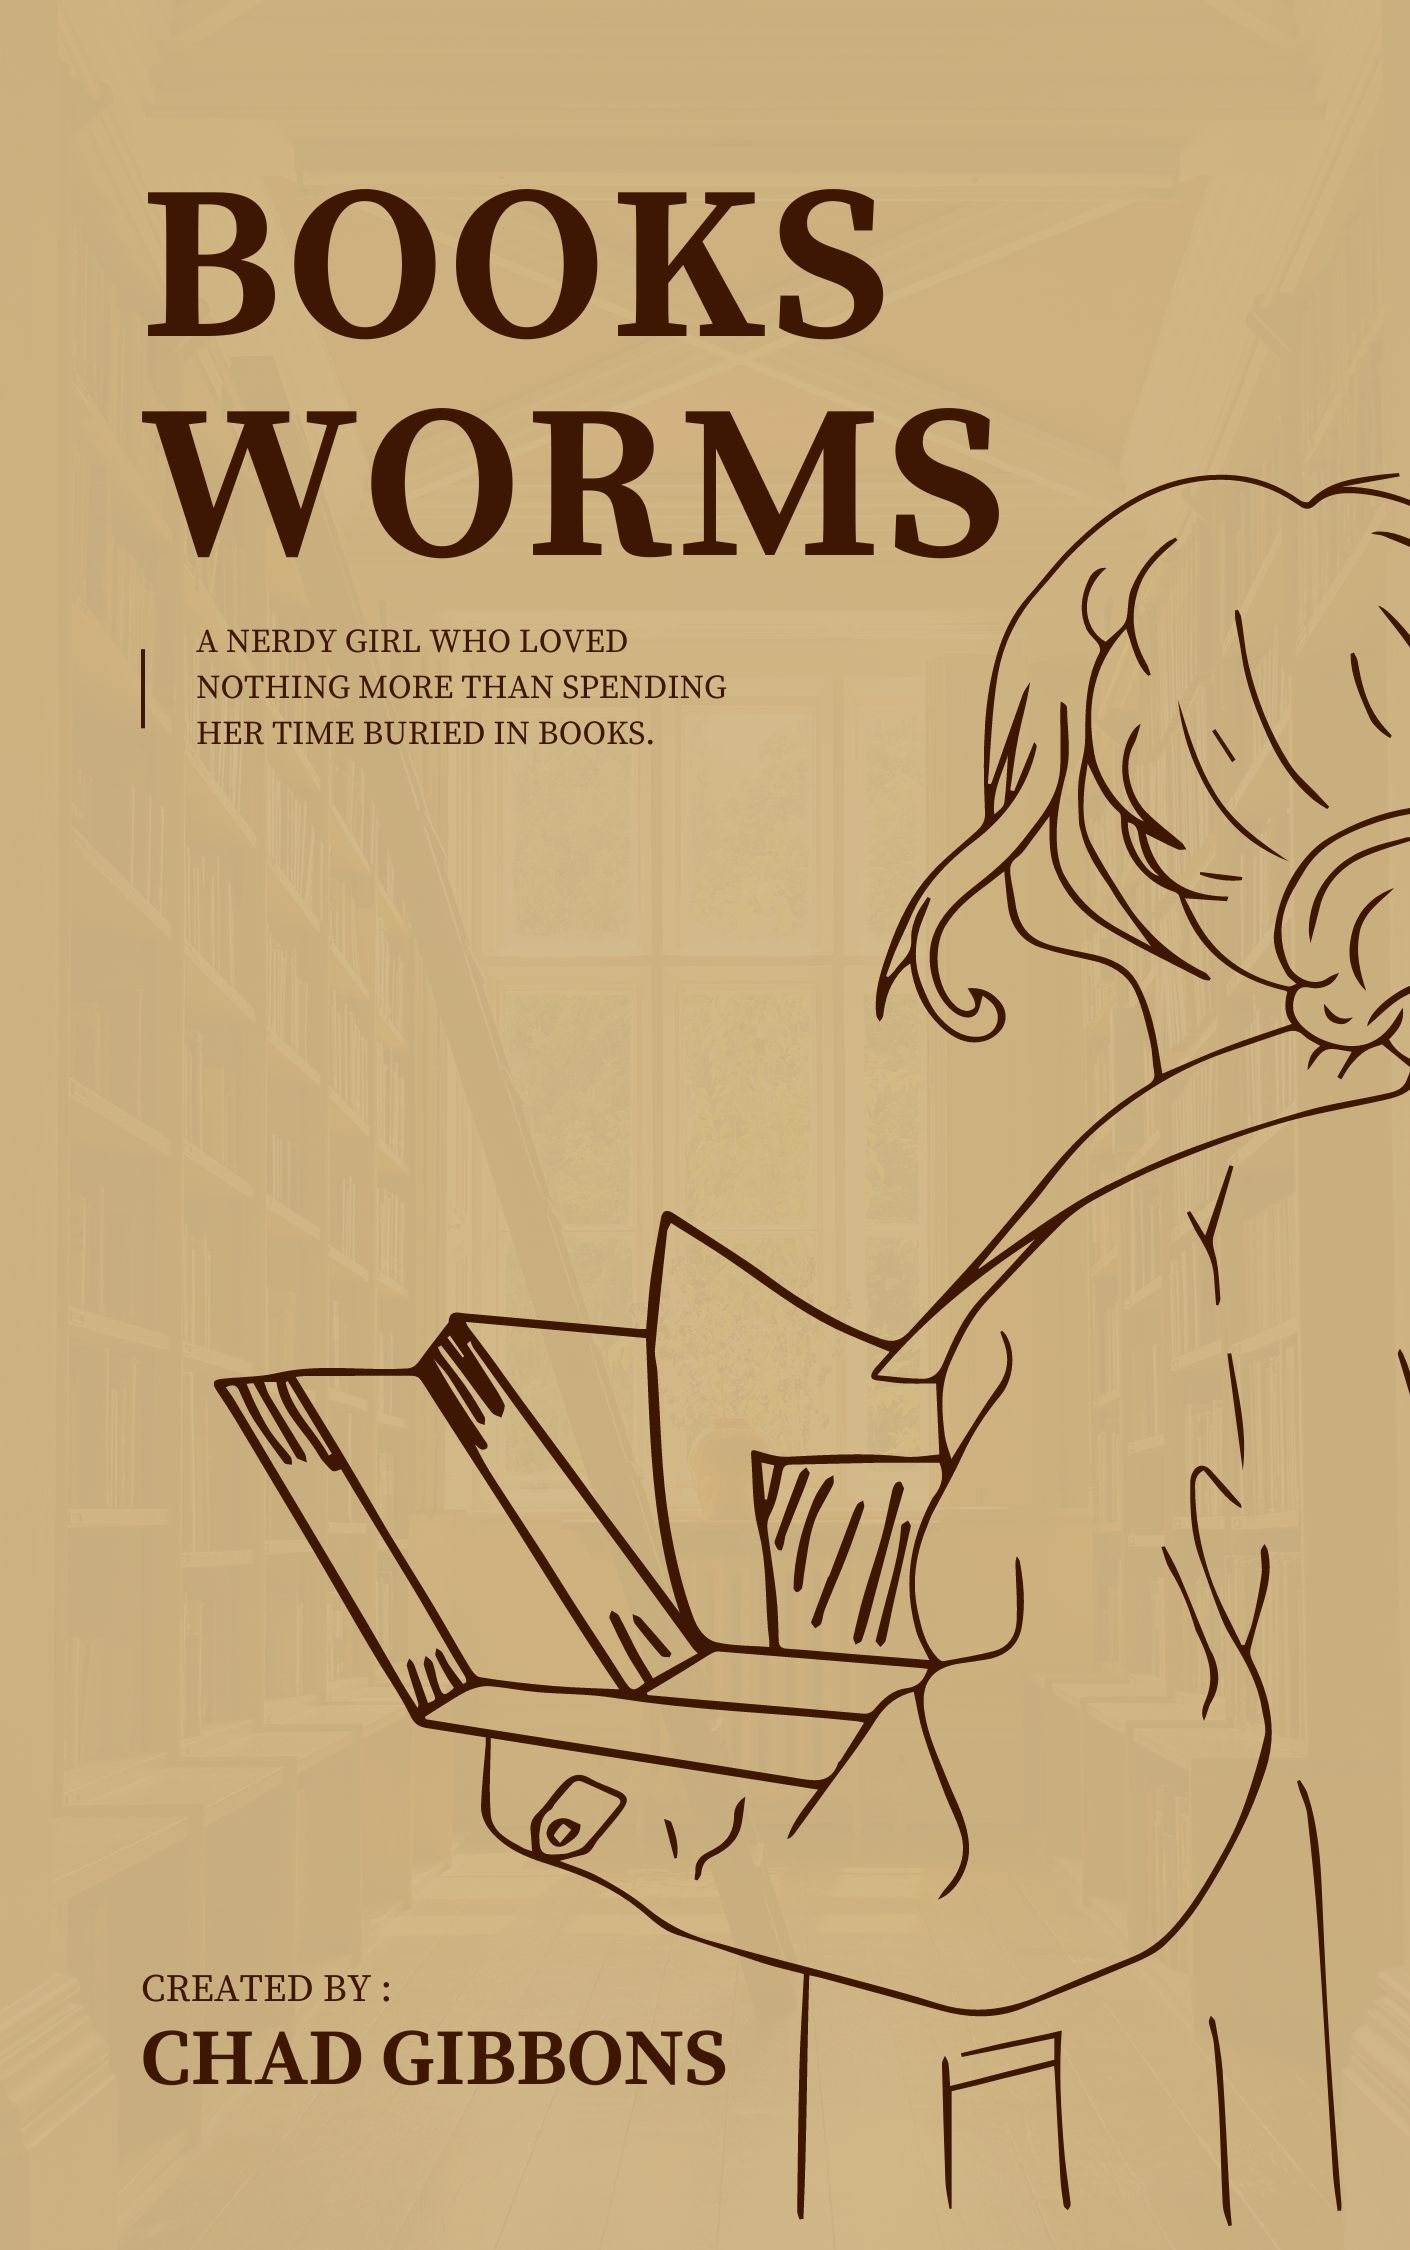 BOOKS
WORMS
A NERDY GIRL WHO LOVED
NOTHING MORE THAN SPENDING
HER TIME BURIED IN BOOKS.
CREATED BY :
CHAD GIBBONS